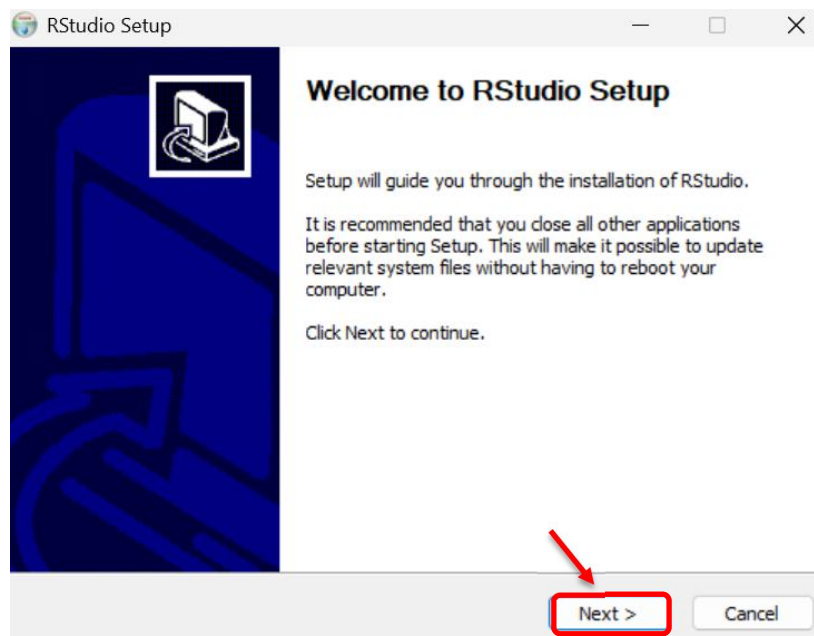 RStudio Setup
Welcome to RStudio Setup
Setup will guide you through the installation of RStudio.
It is recommended that you close all other applications
before starting Setup. This will make it possible to update
relevant system files without having to reboot your
computer.
Click Next to continue.
Next >
Cancel